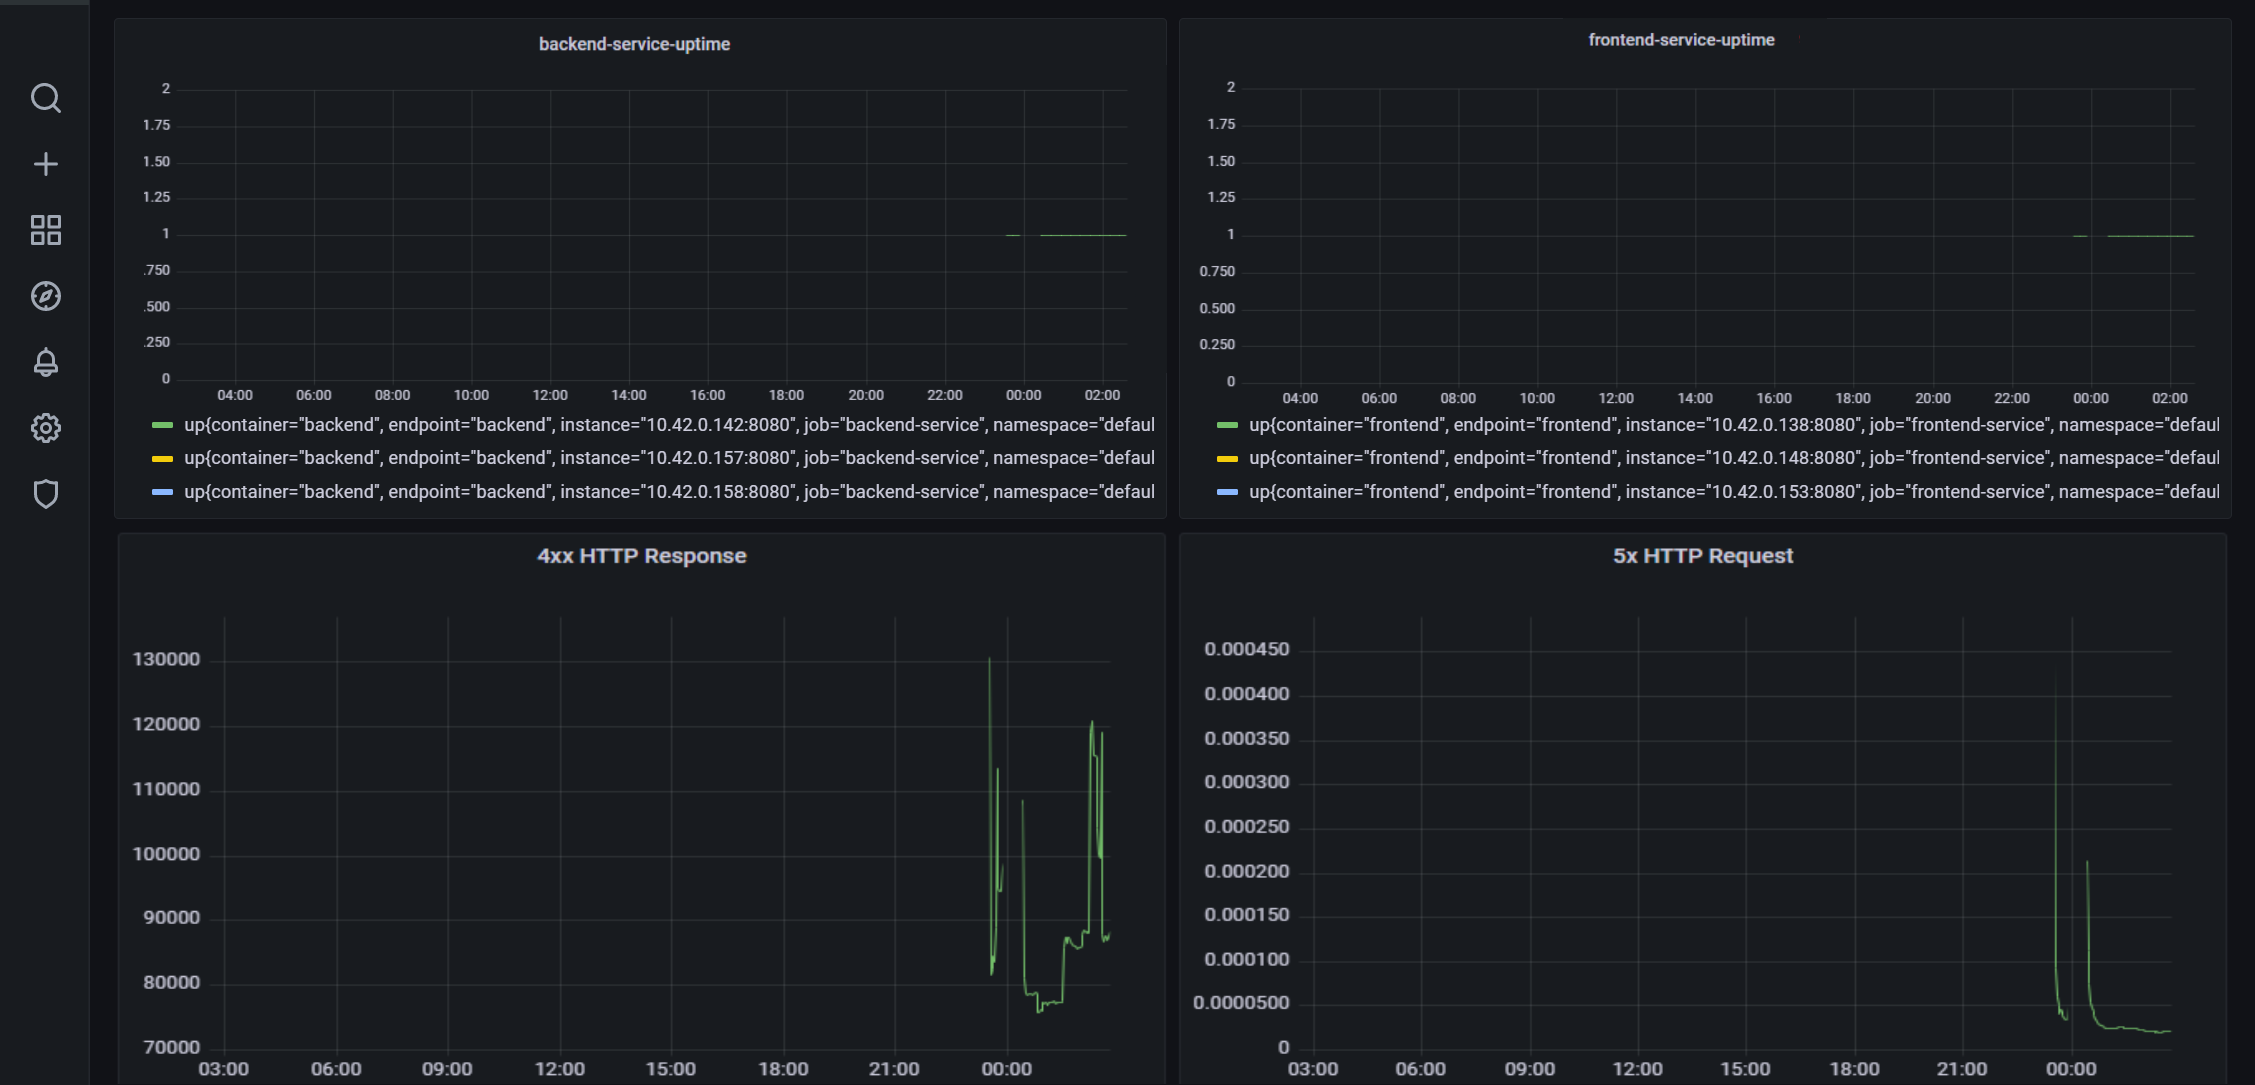 backend-service-uptime
2
1.75
1.50
1.25
1
.750
.500
.250
0
04:00 06:00 08:00 10:00 12:00 14:00 16:00 18:00 20:00 22:00 00:00 02:00
up{container="backend", endpoint="backend", instance="10.42.0.142:8080", job="backend-service", namespace="defaul
up{container="backend", endpoint="backend", instance="10.42.0.157:8080", job="backend-service", namespace="defaul
up{container="backend", endpoint="backend", instance="10.42.0.158:8080", job="backend-service", namespace="defaul
frontend-service-uptime
2
1.75
1.50
1.25
1
0.750
0.500
0.250
0
04:00 06:00 08:00 10:00 12:00 14:00 16:00 18:00 20:00 22:00 00:00 02:00
up{container="frontend", endpoint="frontend", instance="10.42.0.138:8080", job="frontend-service", namespace="defaul
up{container="frontend", endpoint="frontend", instance="10.42.0.148:8080", job="frontend-service", namespace="defaul
up{container="frontend", endpoint="frontend", instance="10.42.0.153:8080", job="frontend-service", namespace="defaul
4xx HTTP Response
130000
120000
110000
100000
90000
80000
70000
03:00 06:00 09:00 12:00 15:00 18:00 21:00 00:00
5x HTTP Request
0.000450
0.000400
0.000350
0.000300
0.000250
0.000200
0.000150
0.000100
0.0000500
0
03:00 06:00 09:00 12:00 15:00 18:00 21:00 00:00